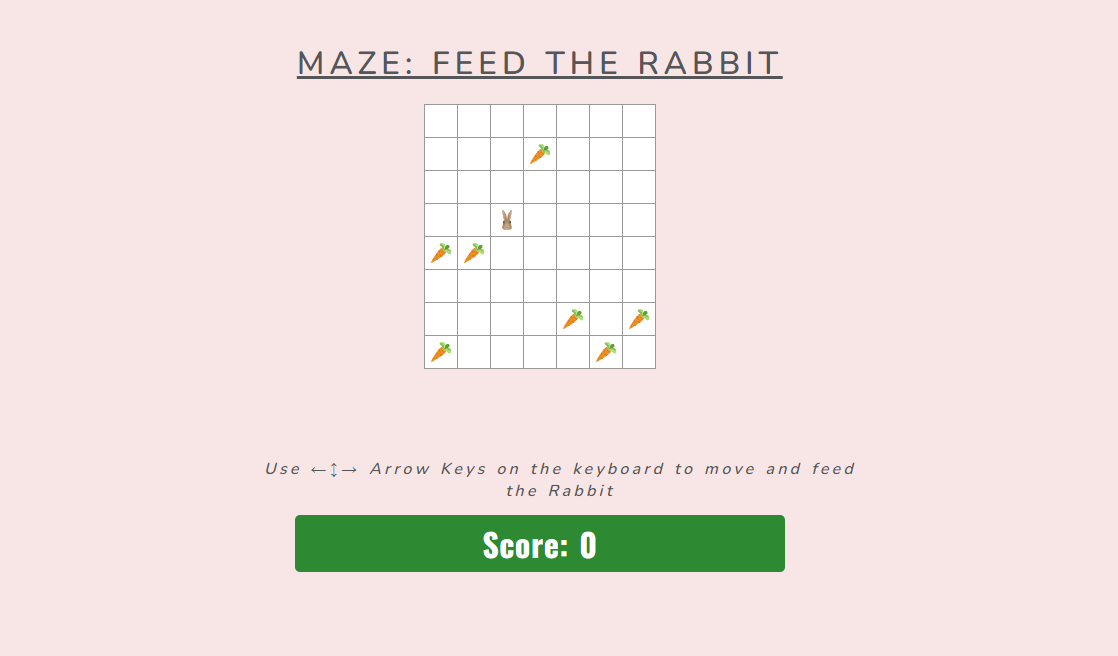 MAZE: FEED THE RABBIT
Use ←↕→ Arrow Keys on the keyboard to move and feed
the Rabbit
Score: 0